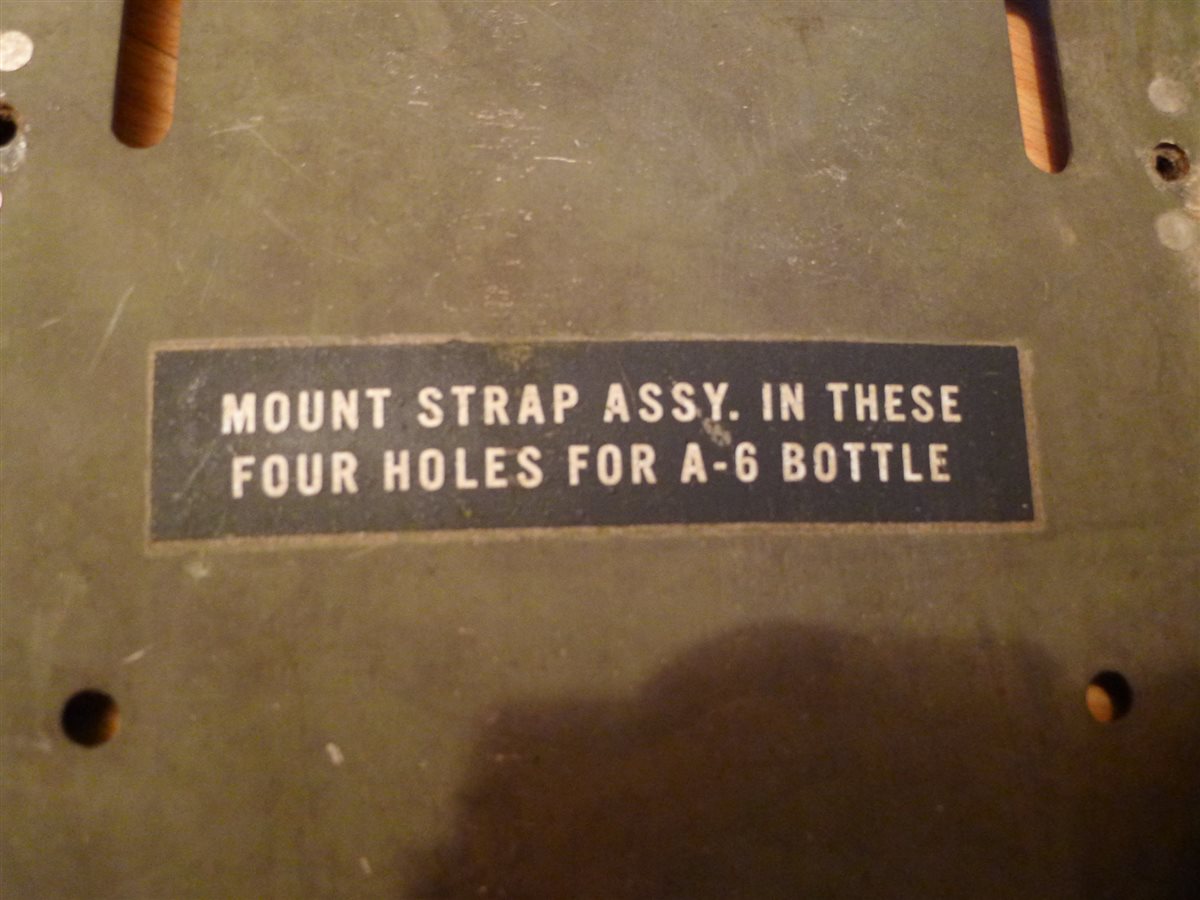 MOUNT STRAP ASSY. IN THESE
FOUR HOLES FOR A-6 BOTTLE